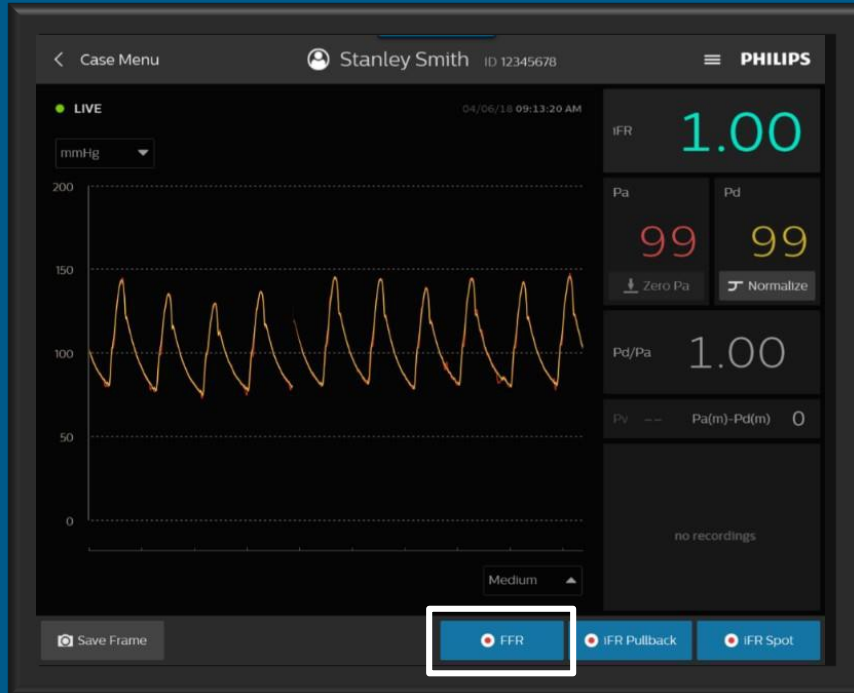 Case Menu
Stanley Smith ID 12345678
PHILIPS
LIVE
04/06/18 09:13:20 AM
mmHg
200
150
100
50
0
Medium
iFR 1.00
Pa
Pd
99
99
Zero Pa
Normalize
Pd/Pa 1.00
Pv -- Pa(m)-Pd(m) 0
no recordings
Save Frame
FFR
iFR Pullback
iFR Spot